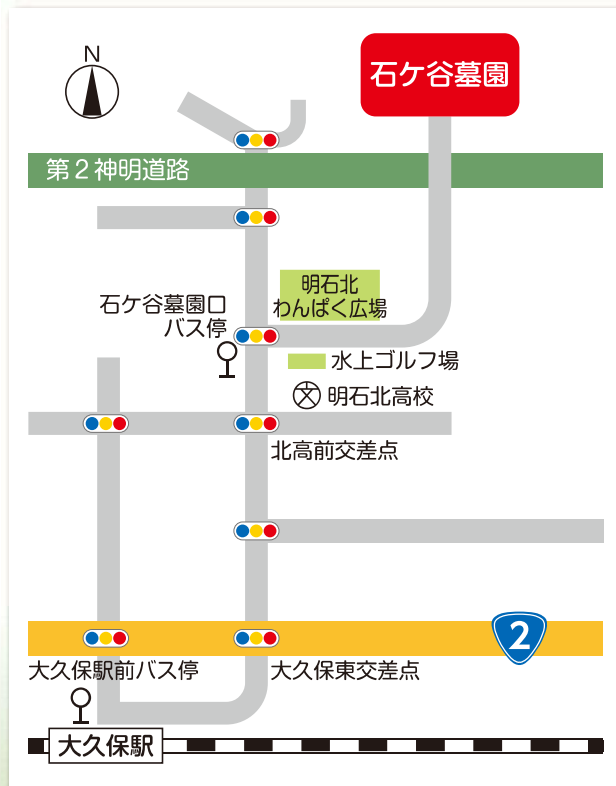 N
石ケ谷墓園
第2神明道路
明石北
わんぱく広場
石ケ谷墓園口
バス停
水上ゴルフ場
文
明石北高校
北高前交差点
2
大久保駅前バス停
大久保東交差点
大久保駅